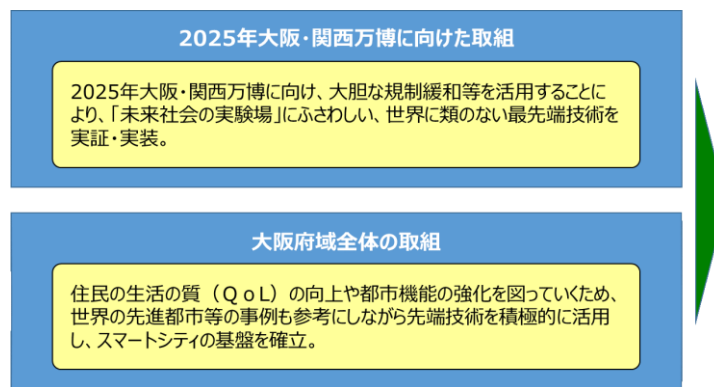 2025年大阪・関西万博に向けた取組
2025年大阪・関西万博に向け、大胆な規制緩和等を活用することに
より、「未来社会の実験場」にふさわしい、世界に類のない最先端技術を
実証・実装。
大阪府域全体の取組
住民の生活の質（ＱｏＬ）の向上や都市機能の強化を図っていくため、
世界の先進都市等の事例も参考にしながら先端技術を積極的に活用
し、スマートシティの基盤を確立。